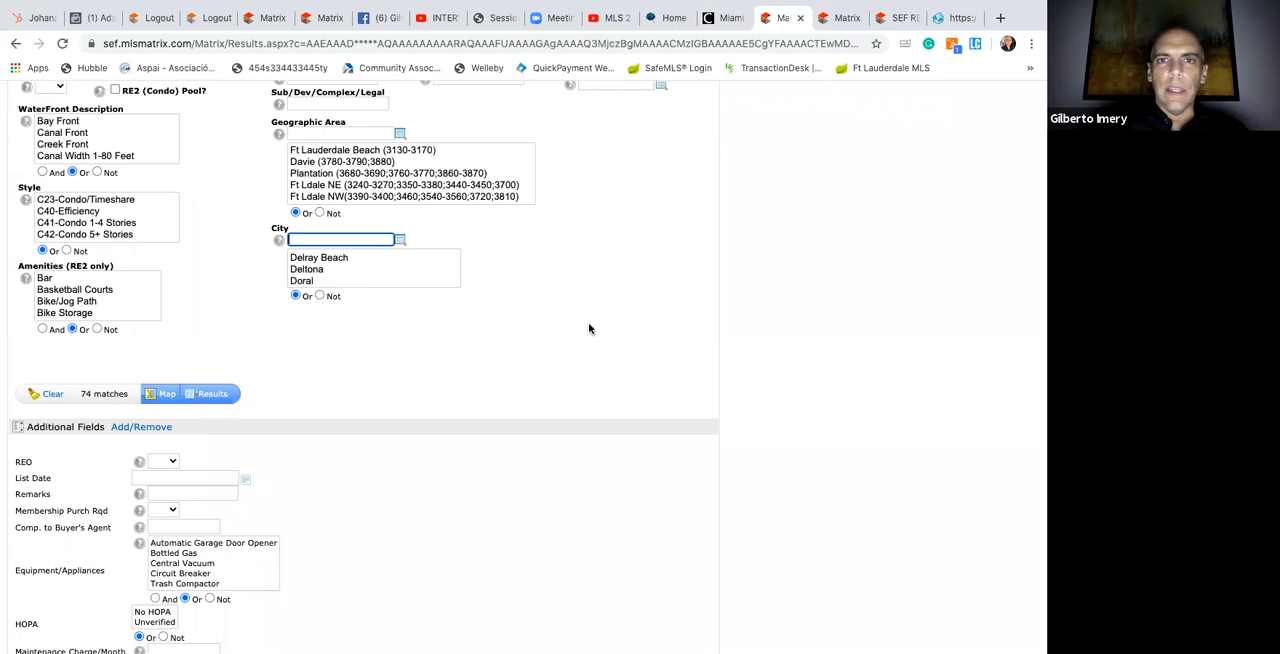 Johan
(1) Ads
Logout
Logout
Matrix
Matrix
(6) Gil
INTER
Sessio
Meetin
MLS 2
Home
Miami
Mat
Matrix
SEF RE
https:/
sef.mlsmatrix.com/Matrix/Results.aspx?c=AAEAAAD*****AQAAAAAAAAARAQAAAFUAAAAGAgAAAAQ3MjczBgMAAAACMzIGBAAAAAE5CgYFAAAACTEwMD...
Apps
Hubble
Aspai - Asociació...
454s334433445ty
Community Assoc...
Welleby
QuickPayment We...
SafeMLS® Login
TransactionDesk |...
Ft Lauderdale MLS
»
RE2 (Condo) Pool?
WaterFront Description
Bay Front
Canal Front
Creek Front
Canal Width 1-80 Feet
And Or Not
Style
C23-Condo/Timeshare
C40-Efficiency
C41-Condo 1-4 Stories
C42-Condo 5+ Stories
Or Not
Amenities (RE2 only)
Bar
Basketball Courts
Bike/Jog Path
Bike Storage
And Or Not
Sub/Dev/Complex/Legal
Geographic Area
Ft Lauderdale Beach (3130-3170)
Davie (3780-3790;3880)
Plantation (3680-3690;3760-3770;3860-3870)
Ft Ldale NE (3240-3270;3350-3380;3440-3450;3700)
Ft Ldale NW(3390-3400;3460;3540-3560;3720;3810)
Or Not
City
Delray Beach
Deltona
Doral
Or Not
Clear 74 matches Map Results
Additional Fields Add/Remove
REO
List Date
Remarks
Membership Purch Rqd
Comp. to Buyer's Agent
Equipment/Appliances
Automatic Garage Door Opener
Bottled Gas
Central Vacuum
Circuit Breaker
Trash Compactor
And Or Not
HOPA
No HOPA
Unverified
Or Not
Maintenance Charge/Month
Gilberto Imery